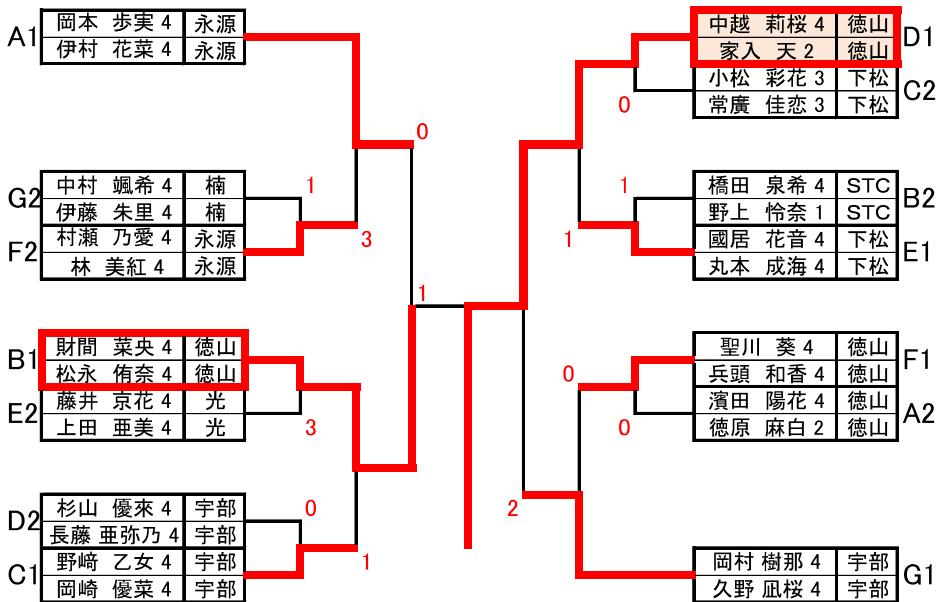 A1
岡本 歩実 4 永源
伊村 花菜 4 永源
0
G2
中村 颯希 4 楠
伊藤 朱里 4 楠
1
F2
村瀬 乃愛 4 永源
林 美紅 4 永源
3
1
B1
財間 菜央 4 徳山
松永 侑奈 4 徳山
E2
藤井 京花 4 光
上田 亜美 4 光
3
D2
杉山 優來 4 宇部
長藤 亜弥乃 4 宇部
0
C1
野﨑 乙女 4 宇部
岡崎 優菜 4 宇部
1
中越 莉桜 4 徳山
家入 天 2 徳山
D1
小松 彩花 3 下松
常廣 佳恋 3 下松
C2
0
橋田 泉希 4 STC
野上 怜奈 1 STC
B2
1
國居 花音 4 下松
丸本 成海 4 下松
E1
1
聖川 葵 4 徳山
兵頭 和香 4 徳山
F1
0
濱田 陽花 4 徳山
徳原 麻白 2 徳山
A2
0
2
岡村 樹那 4 宇部
久野 凪桜 4 宇部
G1